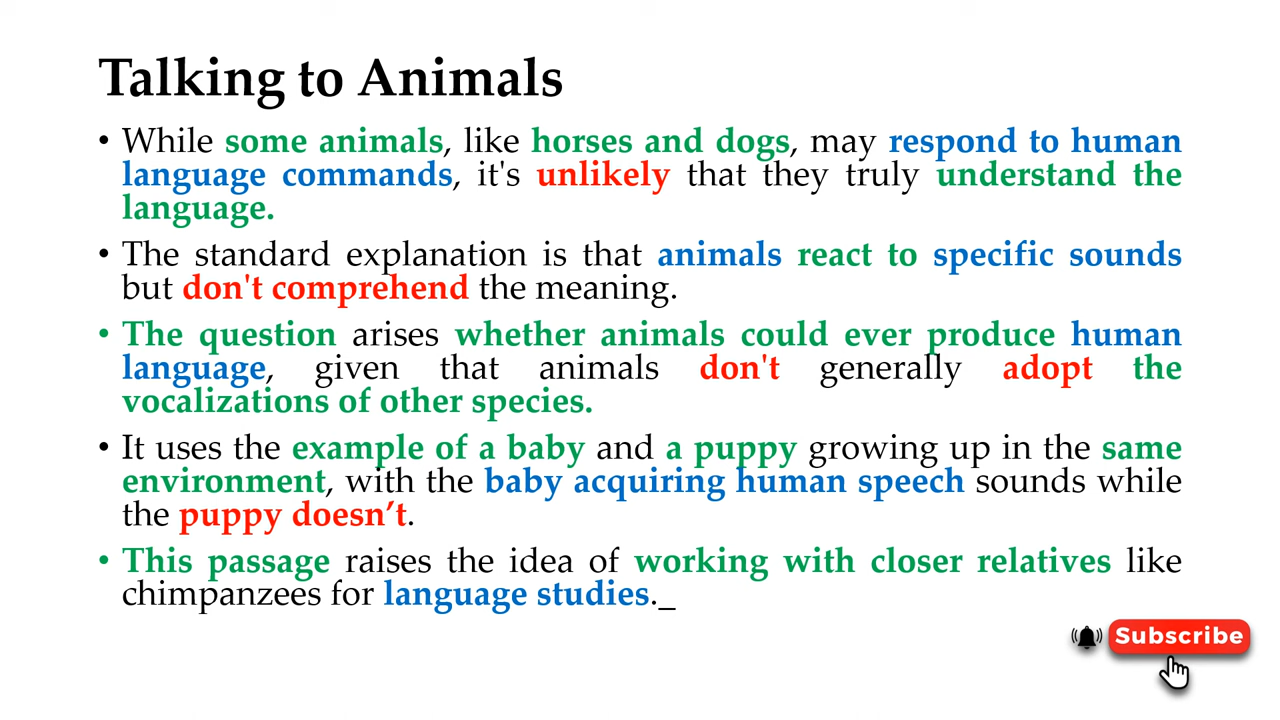 Talking to Animals
• While some animals, like horses and dogs, may respond to human
language commands, it's unlikely that they truly understand the
language.
• The standard explanation is that animals react to specific sounds
but don't comprehend the meaning.
• The question arises whether animals could ever produce human
language, given that animals don't generally adopt the
vocalizations of other species.
• It uses the example of a baby and a puppy growing up in the same
environment, with the baby acquiring human speech sounds while
the puppy doesn’t.
• This passage raises the idea of working with closer relatives like
chimpanzees for language studies._
Subscribe